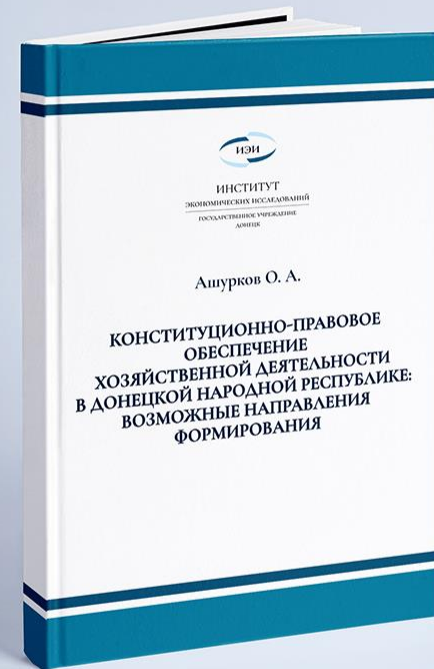 ИЭИ
ИНСТИТУТ
ЭКОНОМИЧЕСКИХ ИССЛЕДОВАНИЙ
ГОСУДАРСТВЕННОЕ УЧРЕЖДЕНИЕ
ДОНЕЦК
Ашурков О. А.
КОНСТИТУЦИОННО-ПРАВОВОЕ
ОБЕСПЕЧЕНИЕ
ХОЗЯЙСТВЕННОЙ ДЕЯТЕЛЬНОСТИ
В ДОНЕЦКОЙ НАРОДНОЙ РЕСПУБЛИКЕ:
ВОЗМОЖНЫЕ НАПРАВЛЕНИЯ
ФОРМИРОВАНИЯ